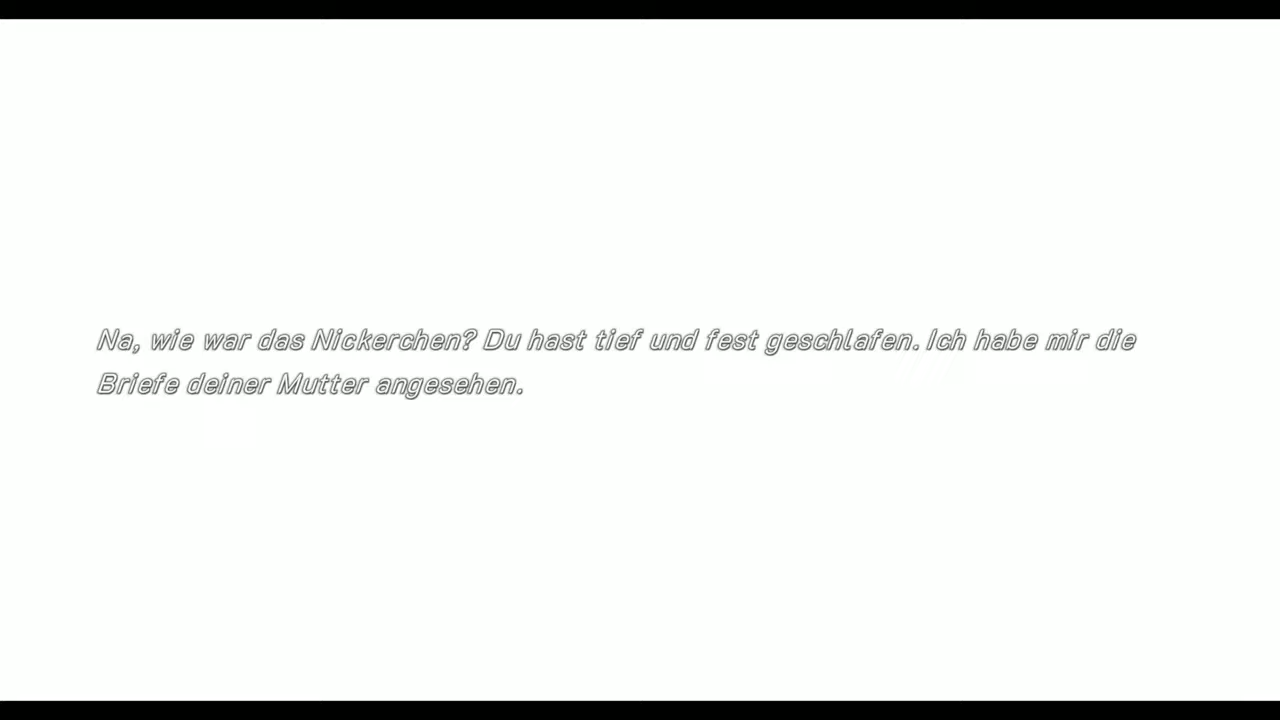 Na, wie war das Nickerchen? Du hast tief und fest geschlafen. Ich habe mir die
Briefe deiner Mutter angesehen.